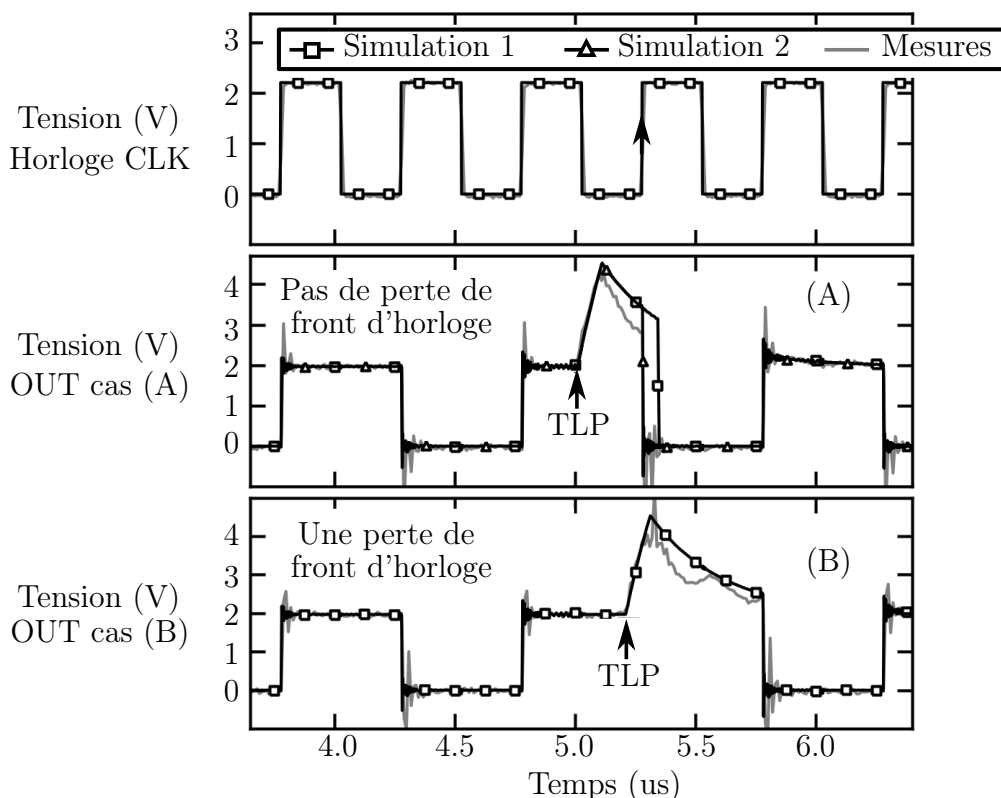 Simulation 1 Simulation 2 Mesures
3
2
1
0
Tension (V)
Horloge CLK
Pas de perte de
front d'horloge
(A)
4
3
2
1
0
Tension (V)
OUT cas (A)
TLP
Une perte de
front d'horloge
(B)
4
3
2
1
0
Tension (V)
OUT cas (B)
TLP
4.0 4.5 5.0 5.5 6.0
Temps (us)